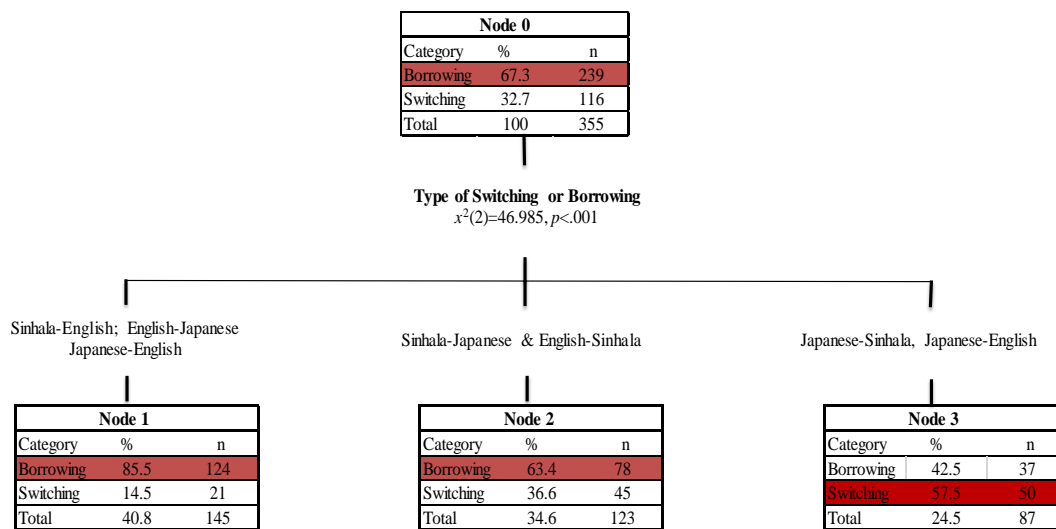 Node 0
Category % n
Borrowing 67.3 239
Switching 32.7 116
Total 100 355
Type of Switching or Borrowing
x²(2)=46.985, p<.001
Sinhala-English; English-Japanese
Japanese-English
Sinhala-Japanese & English-Sinhala
Japanese-Sinhala, Japanese-English
Node 1
Category % n
Borrowing 85.5 124
Switching 14.5 21
Total 40.8 145
Node 2
Category % n
Borrowing 63.4 78
Switching 36.6 45
Total 34.6 123
Node 3
Category % n
Borrowing 42.5 37
Switching 57.5 50
Total 24.5 87